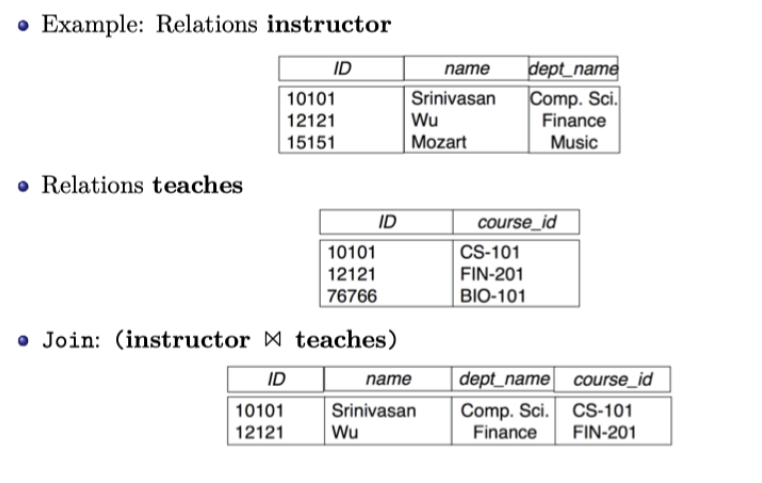 Example: Relations instructor
ID name dept_name
10101 Srinivasan Comp. Sci.
12121 Wu Finance
15151 Mozart Music
Relations teaches
ID course_id
10101 CS-101
12121 FIN-201
76766 BIO-101
Join: (instructor ⋈ teaches)
ID name dept_name course_id
10101 Srinivasan Comp. Sci. CS-101
12121 Wu Finance FIN-201